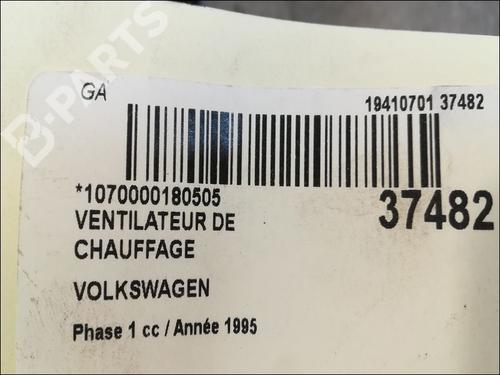 B-PARTS
GA
19410701 37482
*1070000180505
37482
VENTILATEUR DE
CHAUFFAGE
VOLKSWAGEN
Phase 1 cc / Année 1995